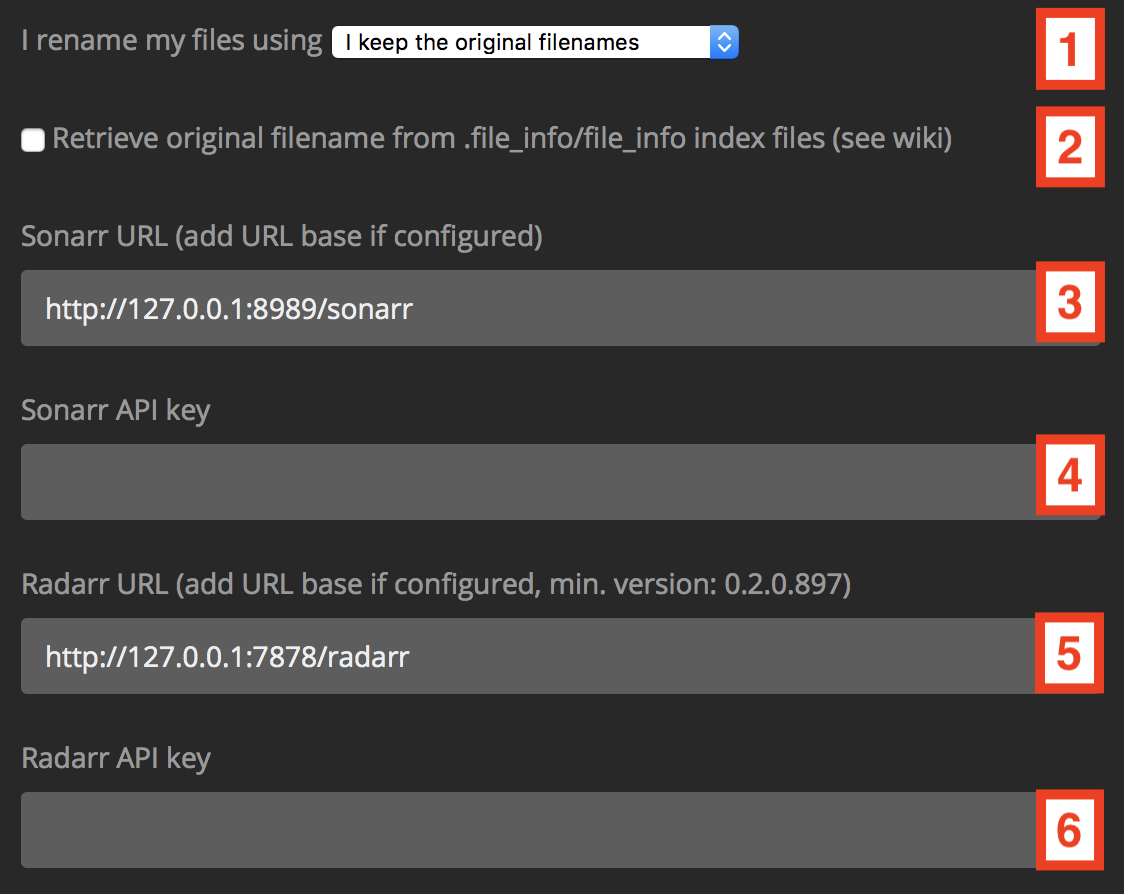 I rename my files using I keep the original filenames 1
Retrieve original filename from .file_info/file_info index files (see wiki) 2
Sonarr URL (add URL base if configured)
http://127.0.0.1:8989/sonarr 3
Sonarr API key
4
Radarr URL (add URL base if configured, min. version: 0.2.0.897)
http://127.0.0.1:7878/radarr 5
Radarr API key
6